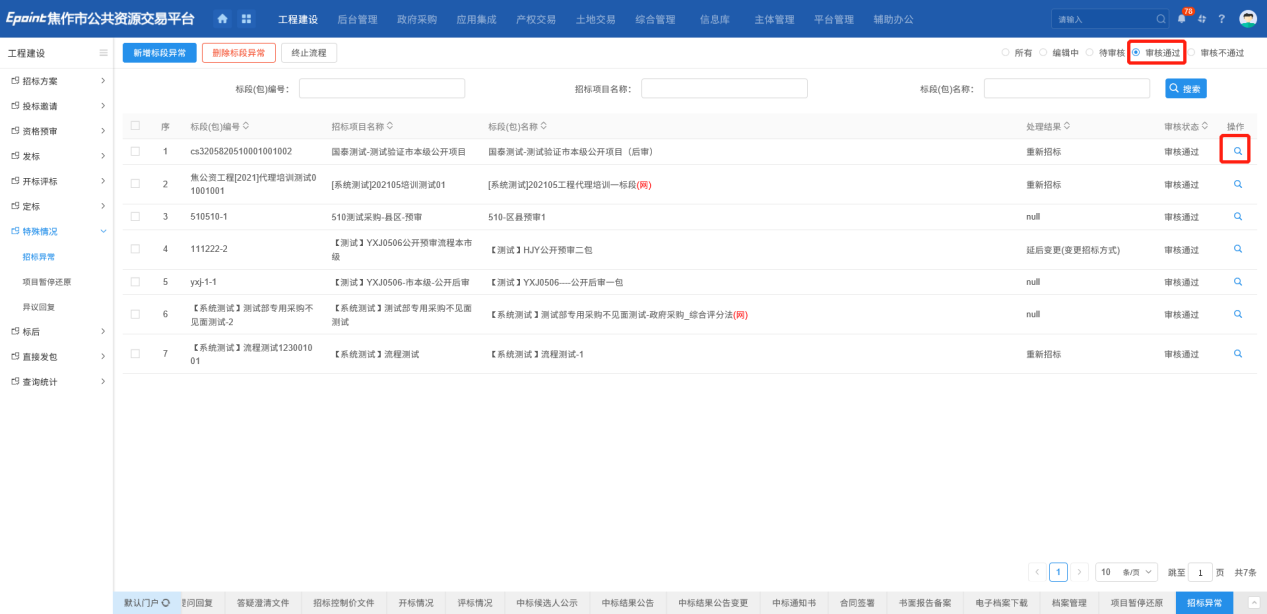 Epoint焦作市公共资源交易平台 工程建设 后台管理 政府采购 应用集成 产权交易 土地交易 综合管理 信息库 主体管理 平台管理 辅助办公 请输入 78 ?
工程建设 新增标段异常 删除标段异常 终止流程 所有 编辑中 待审核 审核通过 审核不通过
招标方案
投标邀请
资格预审
发标
开标评标
定标
特殊情况
招标异常
项目暂停还原
异议回复
标后
直接发包
查询统计
标段(包)编号: 招标项目名称: 标段(包)名称: 搜索
序 标段(包)编号 招标项目名称 标段(包)名称 处理结果 审核状态 操作
1 cs3205820510001001002 国泰测试-测试验证市本级公开项目 国泰测试-测试验证市本级公开项目（后审） 重新招标 审核通过
2 焦公资工程[2021]代理培训测试0 [系统测试]202105培训测试01 [系统测试]202105工程代理培训一标段(网) 重新招标 审核通过
1001001
3 510510-1 510测试采购-县区-预审 510-区县预审1 null 审核通过
4 111222-2 【测试】YXJ0506公开预审流程本市 【测试】HJY公开预审二包 延后变更(变更招标方式) 审核通过
级
5 yxj-1-1 【测试】YXJ0506-市本级-公开后审 【测试】YXJ0506----公开后审一包 null 审核通过
6 【系统测试】测试部专用采购不 【系统测试】测试部专用采购不见面 【系统测试】测试部专用采购不见面测试-政府采购_综合评分法(网) null 审核通过
见面测试-2 测试
7 【系统测试】流程测试1230010 【系统测试】流程测试 【系统测试】流程测试-1 重新招标 审核通过
01
1 10 条/页 跳至 1 页 共7条
默认门户 疑问回复 答疑澄清文件 招标控制价文件 开标情况 评标情况 中标候选人公示 中标结果公告 中标结果公告变更 中标通知书 合同签署 书面报告备案 电子档案下载 档案管理 项目暂停还原 招标异常